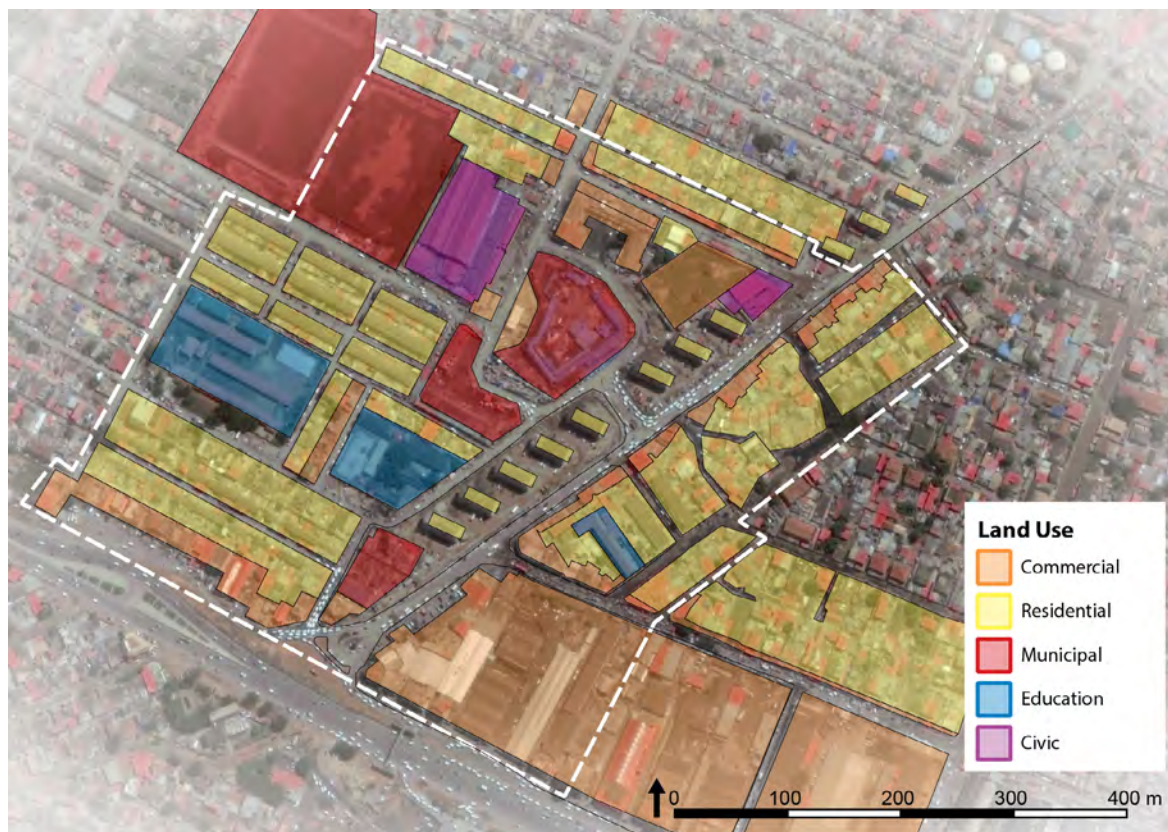 Land Use
Commercial
Residential
Municipal
Education
Civic
0 100 200 300 400 m